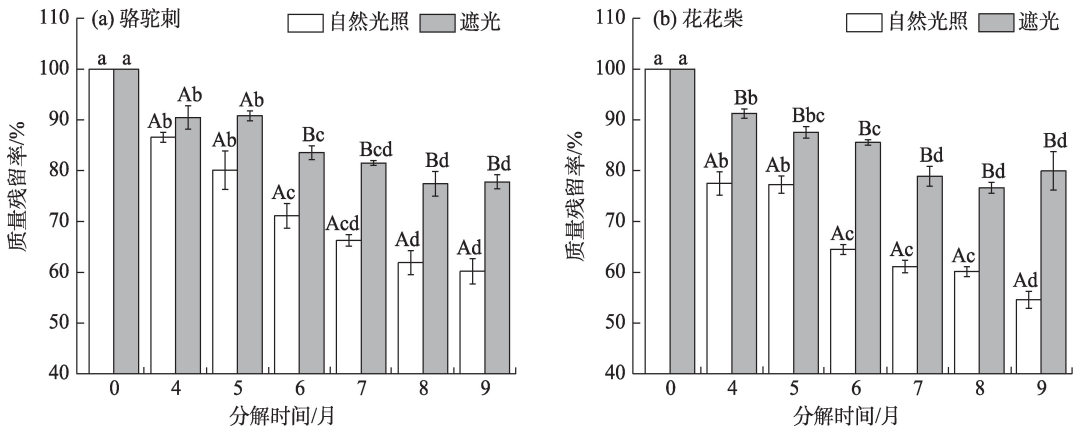 (a) 骆驼刺
自然光照 遮光
质量残留率/%
110
100
90
80
70
60
50
40
a a
Ab Ab
Ab Ab
Ac Bc
Acd Bcd
Ad Bd
Ad Bd
0 4 5 6 7 8 9
分解时间/月
(b) 花花柴
自然光照 遮光
质量残留率/%
110
100
90
80
70
60
50
40
a a
Ab Bb
Ab Bbc
Ac Bc
Ac Bd
Ac Bd
Ad Bd
0 4 5 6 7 8 9
分解时间/月